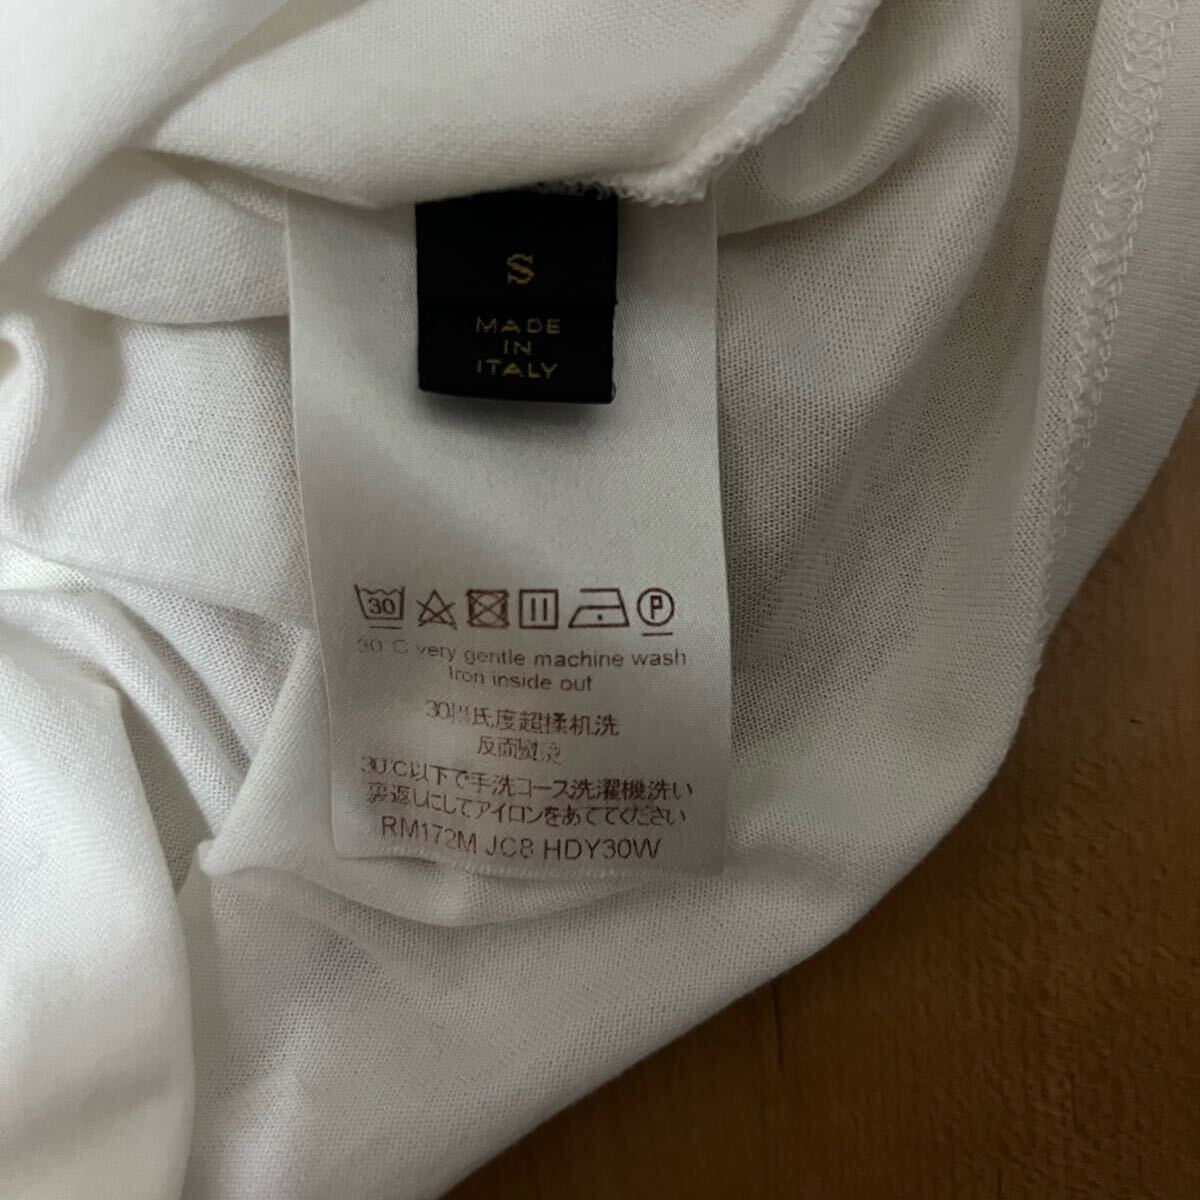 S
MADE
IN
ITALY
30
P
30°C very gentle machine wash
Iron inside out
30摄氏度超揉机洗
反面熨烫
30℃以下で手洗コース洗濯機洗い
裏返しにしてアイロンをあててください
RM172M JC8 HDY30W